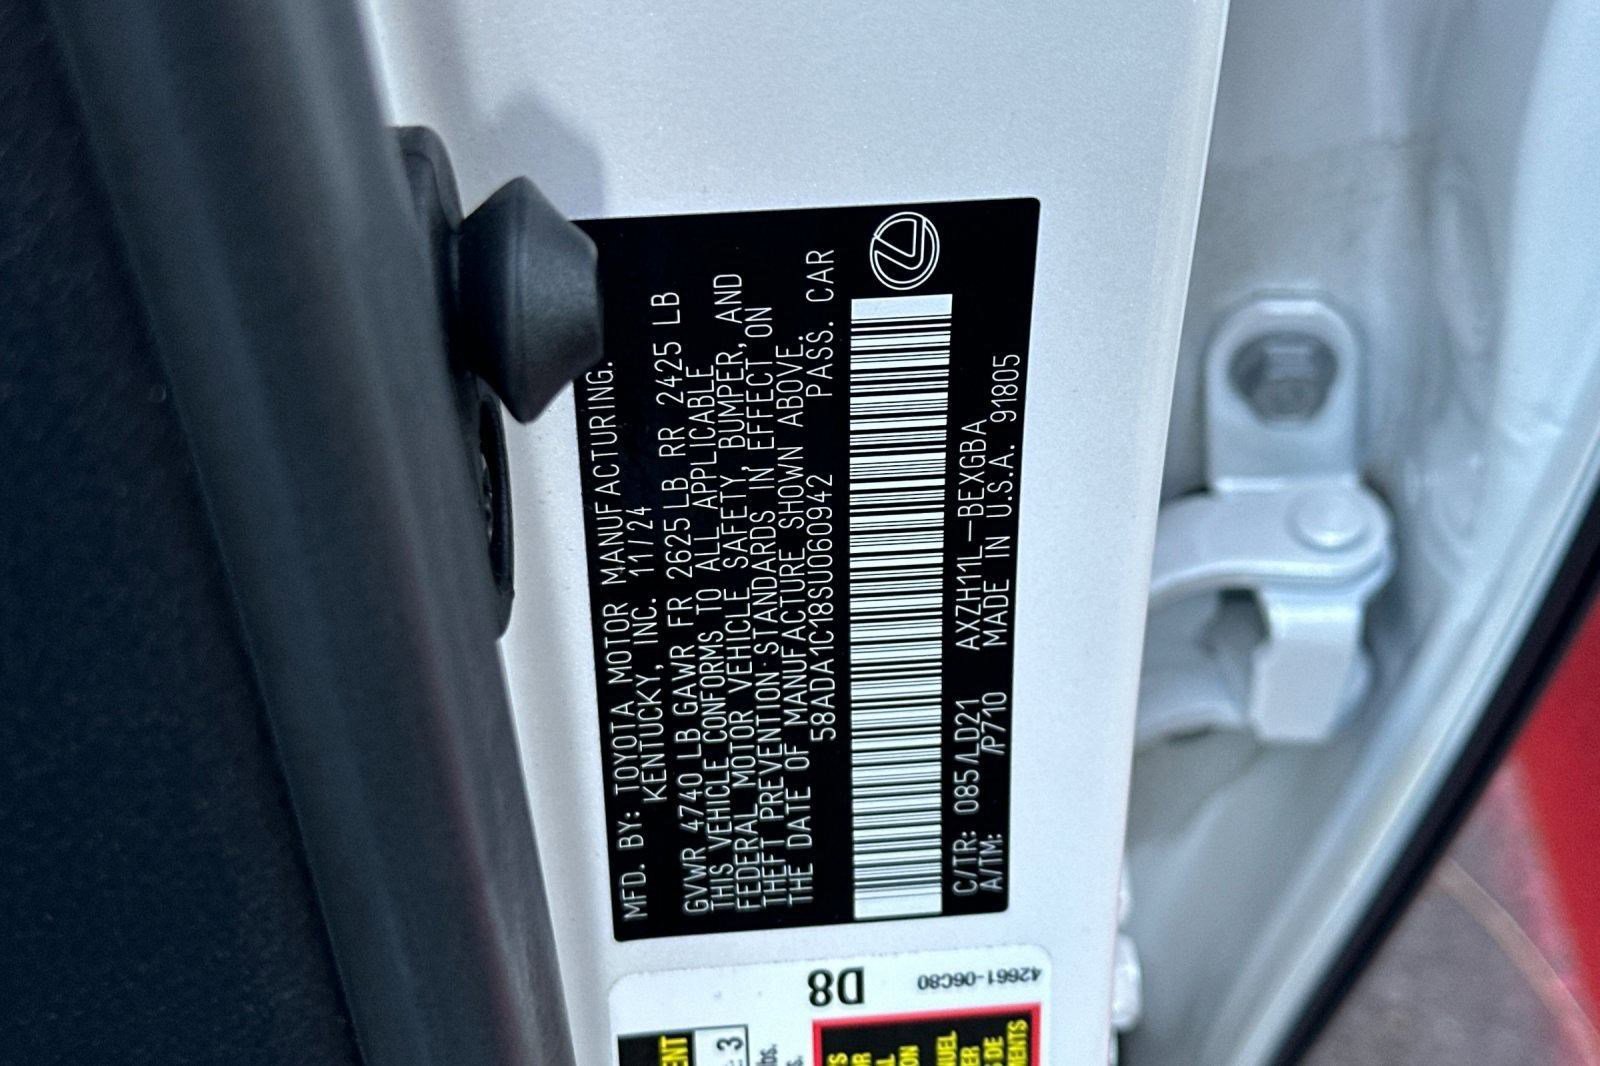 MFD. BY: TOYOTA MOTOR MANUFACTURING.
KENTUCKY, INC. 11/24
GVWR 4740 LB GAWR FR 2625 LB RR 2425 LB
THIS VEHICLE CONFORMS TO ALL APPLICABLE
FEDERAL MOTOR VEHICLE SAFETY, BUMPER, AND
THEFT PREVENTION STANDARDS IN EFFECT ON
THE DATE OF MANUFACTURE SHOWN ABOVE.
58ADA1C18SU060942 PASS. CAR
C/TR: 085/LD21 AXZH11L-BEXGBA
A/TM: /P710 MADE IN U.S.A. 91805
D8
42661-06C80
3